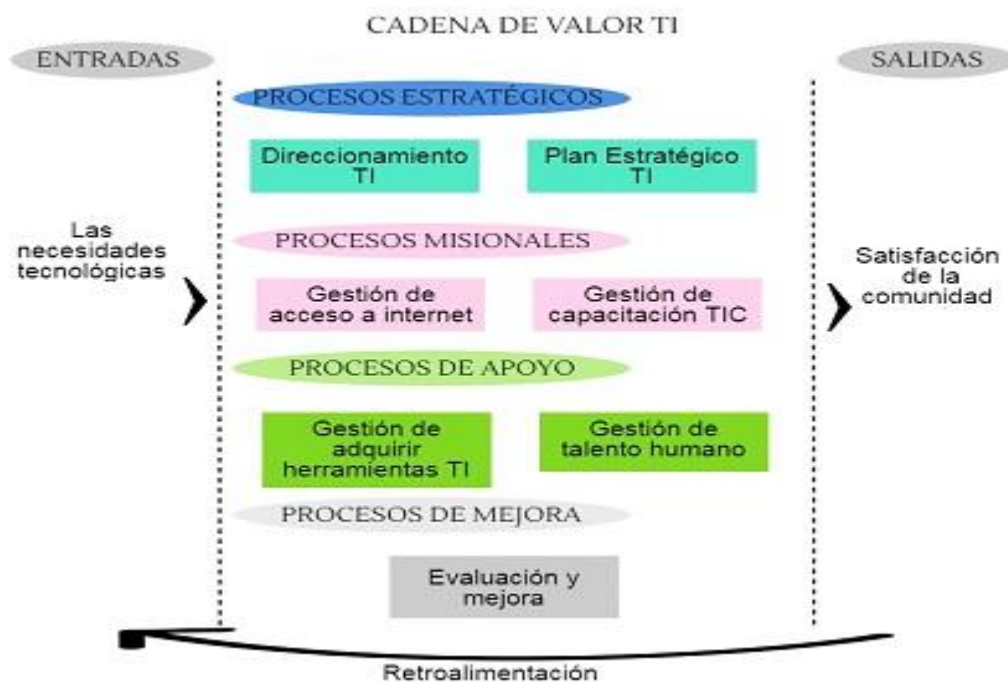 CADENA DE VALOR TI
ENTRADAS
SALIDAS
PROCESOS ESTRATÉGICOS
Direccionamiento
TI
Plan Estratégico
TI
Las
necesidades
tecnológicas
PROCESOS MISIONALES
Gestión de
acceso a internet
Gestión de
capacitación TIC
Satisfacción
de la
comunidad
PROCESOS DE APOYO
Gestión de
adquirir
herramientas TI
Gestión de
talento humano
PROCESOS DE MEJORA
Evaluación y
mejora
Retroalimentación